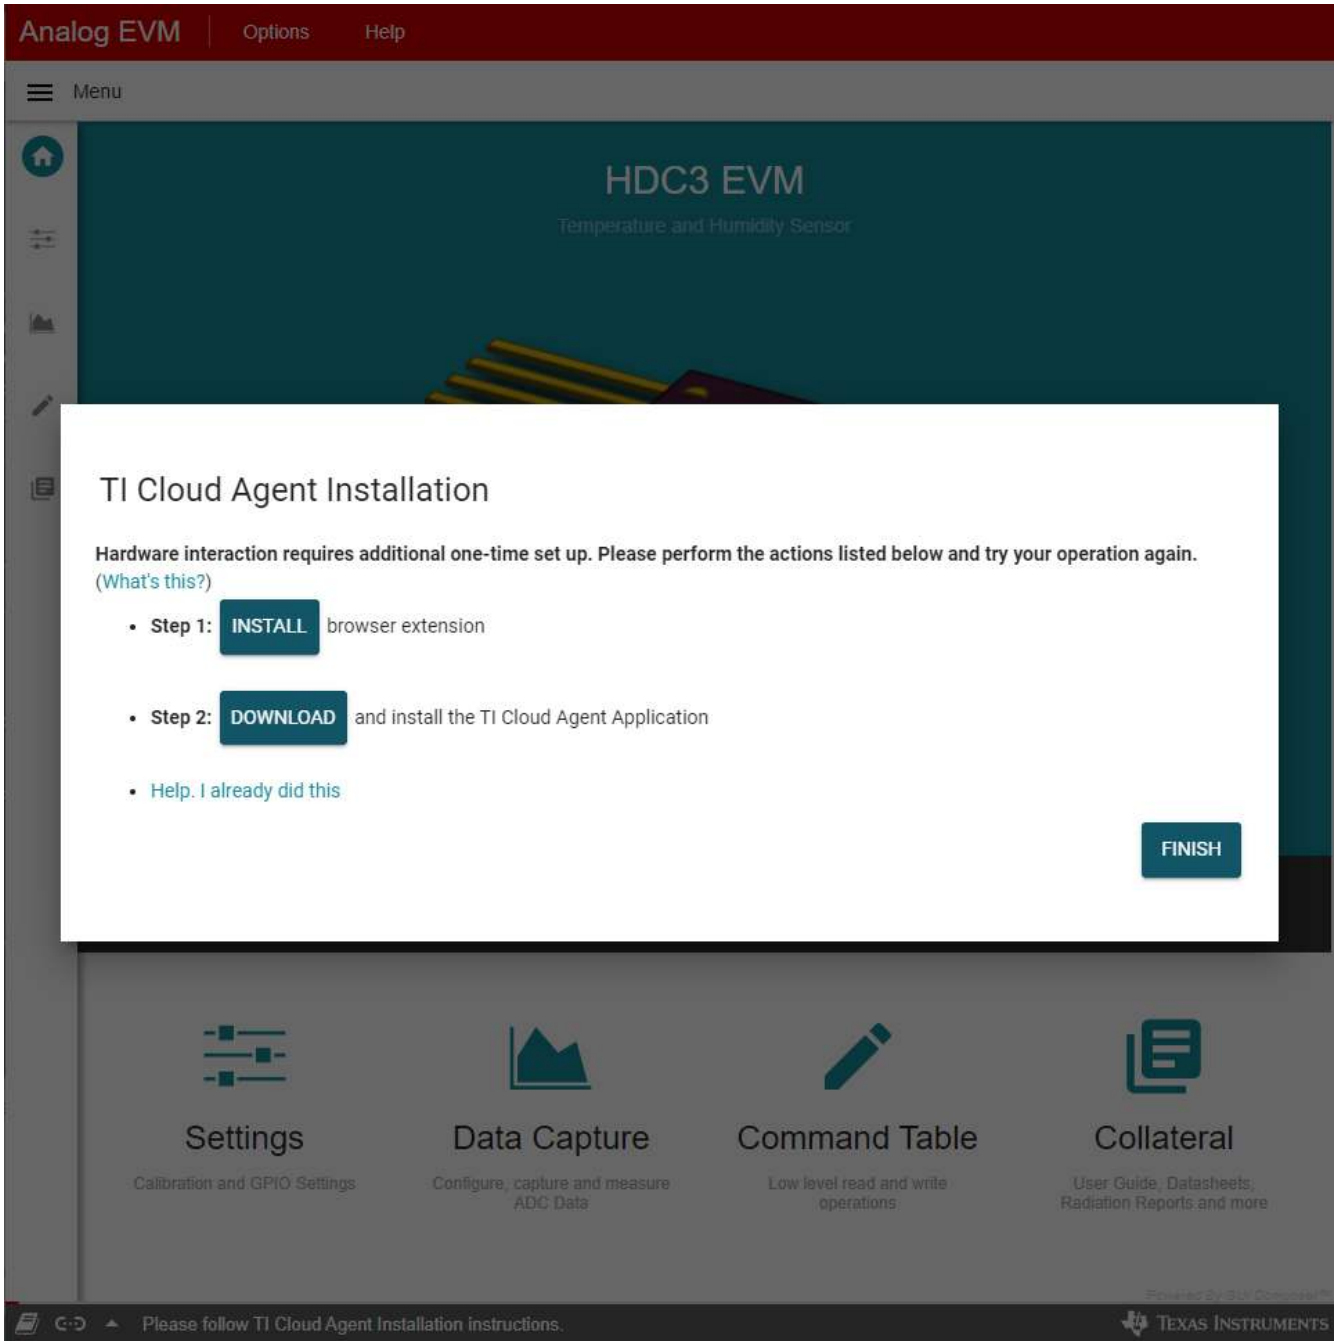 Analog EVM Options Help
Menu
HDC3 EVM
Temperature and Humidity Sensor
TI Cloud Agent Installation
Hardware interaction requires additional one-time set up. Please perform the actions listed below and try your operation again.
(What's this?)
• Step 1: INSTALL browser extension
• Step 2: DOWNLOAD and install the TI Cloud Agent Application
• Help. I already did this
FINISH
Settings Data Capture Command Table Collateral
Calibration and GPIO Settings Configure, capture and measure Low level read and write User Guide, Datasheets,
ADC Data operations Radiation Reports and more
Powered By GUI Composer™
Please follow TI Cloud Agent Installation instructions. TEXAS INSTRUMENTS